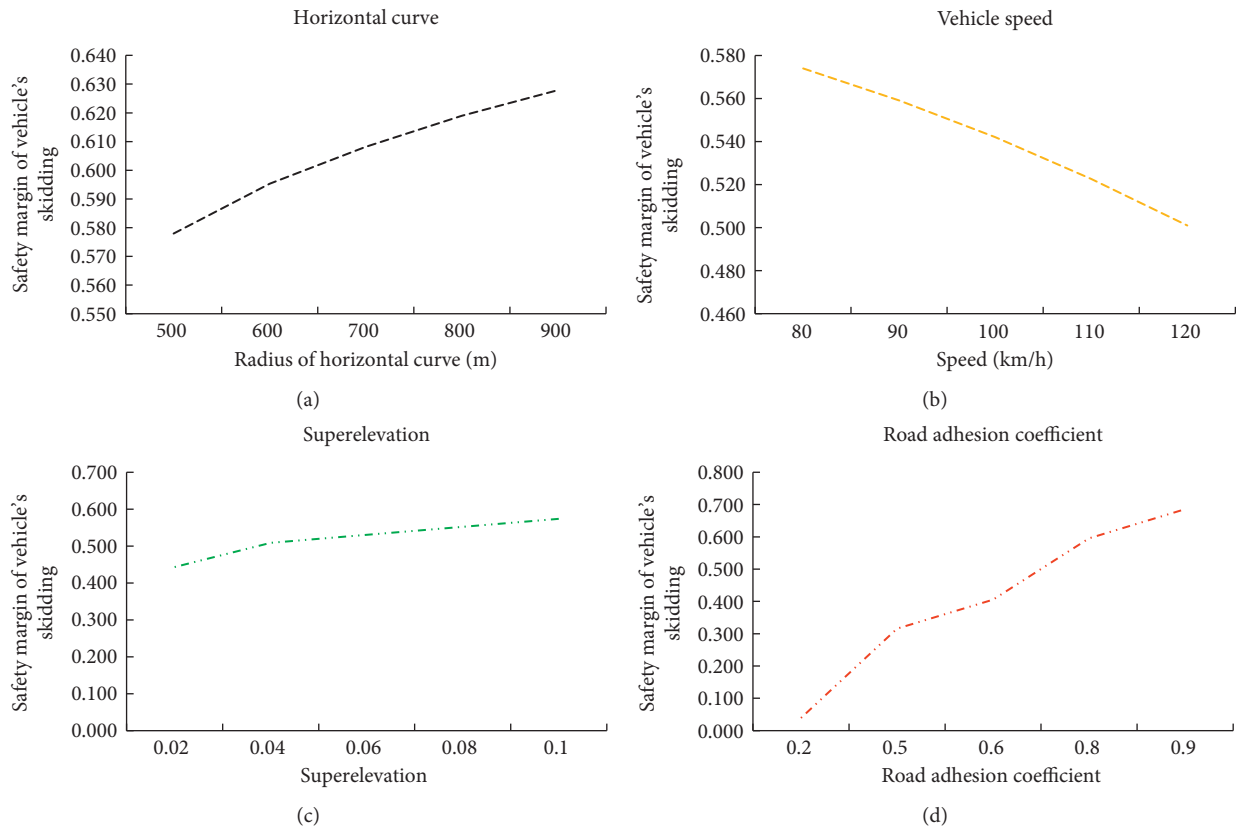 Horizontal curve
Safety margin of vehicle's
skidding
0.640
0.630
0.620
0.610
0.600
0.590
0.580
0.570
0.560
0.550
500 600 700 800 900
Radius of horizontal curve (m)
(a)
Vehicle speed
Safety margin of vehicle's
skidding
0.580
0.560
0.540
0.520
0.500
0.480
0.460
80 90 100 110 120
Speed (km/h)
(b)
Superelevation
Safety margin of vehicle's
skidding
0.700
0.600
0.500
0.400
0.300
0.200
0.100
0.000
0.02 0.04 0.06 0.08 0.1
Superelevation
(c)
Road adhesion coefficient
Safety margin of vehicle's
skidding
0.800
0.700
0.600
0.500
0.400
0.300
0.200
0.100
0.000
0.2 0.5 0.6 0.8 0.9
Road adhesion coefficient
(d)